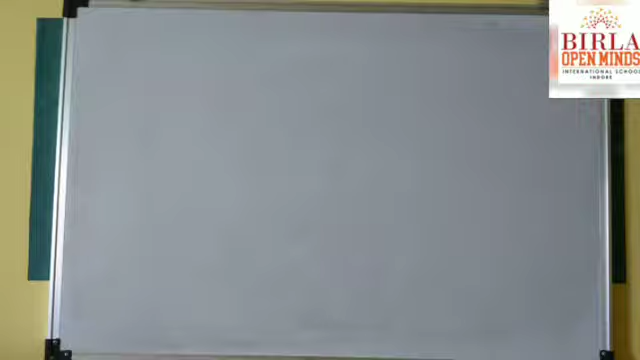 BIRLA
OPEN MINDS
INTERNATIONAL SCHOOL
INDORE